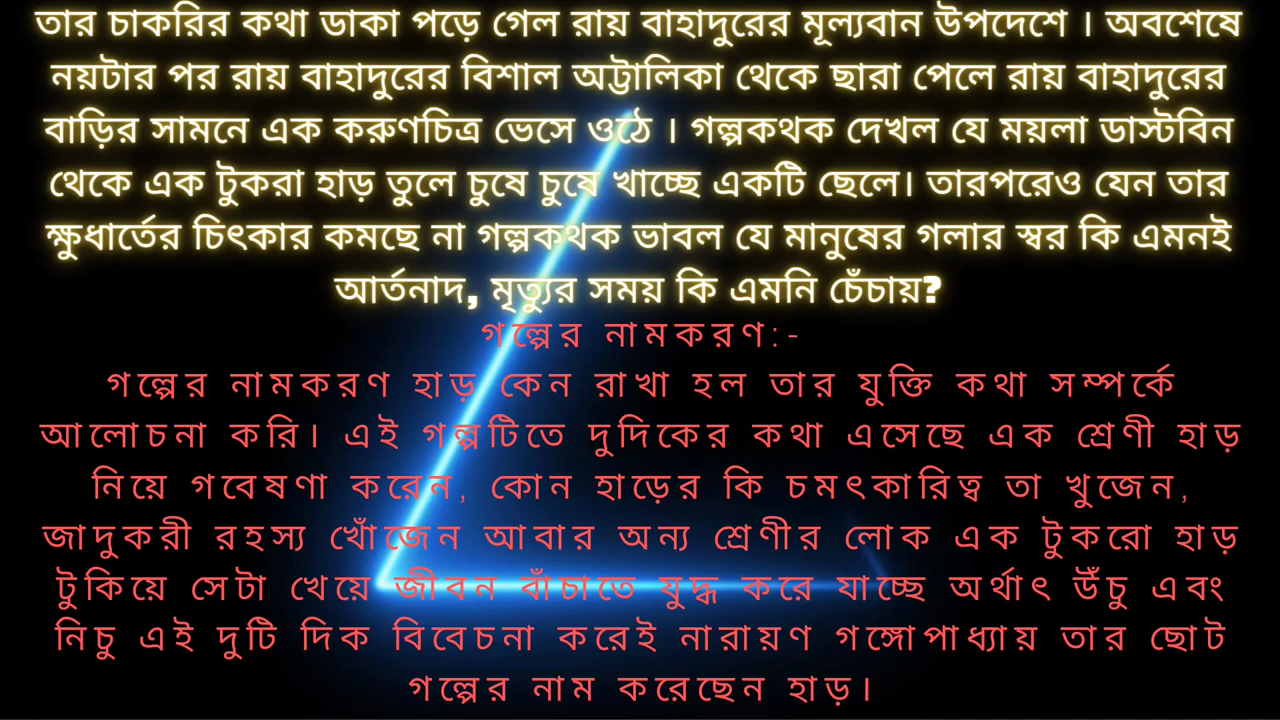 তার চাকরির কথা ডাকা পড়ে গেল রায় বাহাদুরের মূল্যবান উপদেশে । অবশেষে
নয়টার পর রায় বাহাদুরের বিশাল অট্টালিকা থেকে ছারা পেলে রায় বাহাদুরের
বাড়ির সামনে এক করুণচিত্র ভেসে ওঠে । গল্পকথক দেখল যে ময়লা ডাস্টবিন
থেকে এক টুকরা হাড় তুলে চুষে চুষে খাচ্ছে একটি ছেলে। তারপরেও যেন তার
ক্ষুধার্তের চিৎকার কমছে না গল্পকথক ভাবল যে মানুষের গলার স্বর কি এমনই
আর্তনাদ, মৃত্যুর সময় কি এমনি চেঁচায়?
গল্পের নামকরণ:-
গল্পের নামকরণ হাড় কেন রাখা হল তার যুক্তি কথা সম্পর্কে
আলোচনা করি। এই গল্পটিতে দুদিকের কথা এসেছে এক শ্রেণী হাড়
নিয়ে গবেষণা করেন, কোন হাড়ের কি চমৎকারিত্ব তা খুজেন,
জাদুকরী রহস্য খোঁজেন আবার অন্য শ্রেণীর লোক এক টুকরো হাড়
টুকিয়ে সেটা খেয়ে জীবন বাঁচাতে যুদ্ধ করে যাচ্ছে অর্থাৎ উঁচু এবং
নিচু এই দুটি দিক বিবেচনা করেই নারায়ণ গঙ্গোপাধ্যায় তার ছোট
গল্পের নাম করেছেন হাড়।